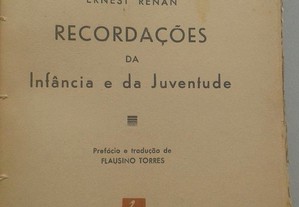 ERNEST RENAN
RECORDAÇÕES
DA
Infância e da Juventude
Prefácio e tradução de
FLAUSINO TORRES